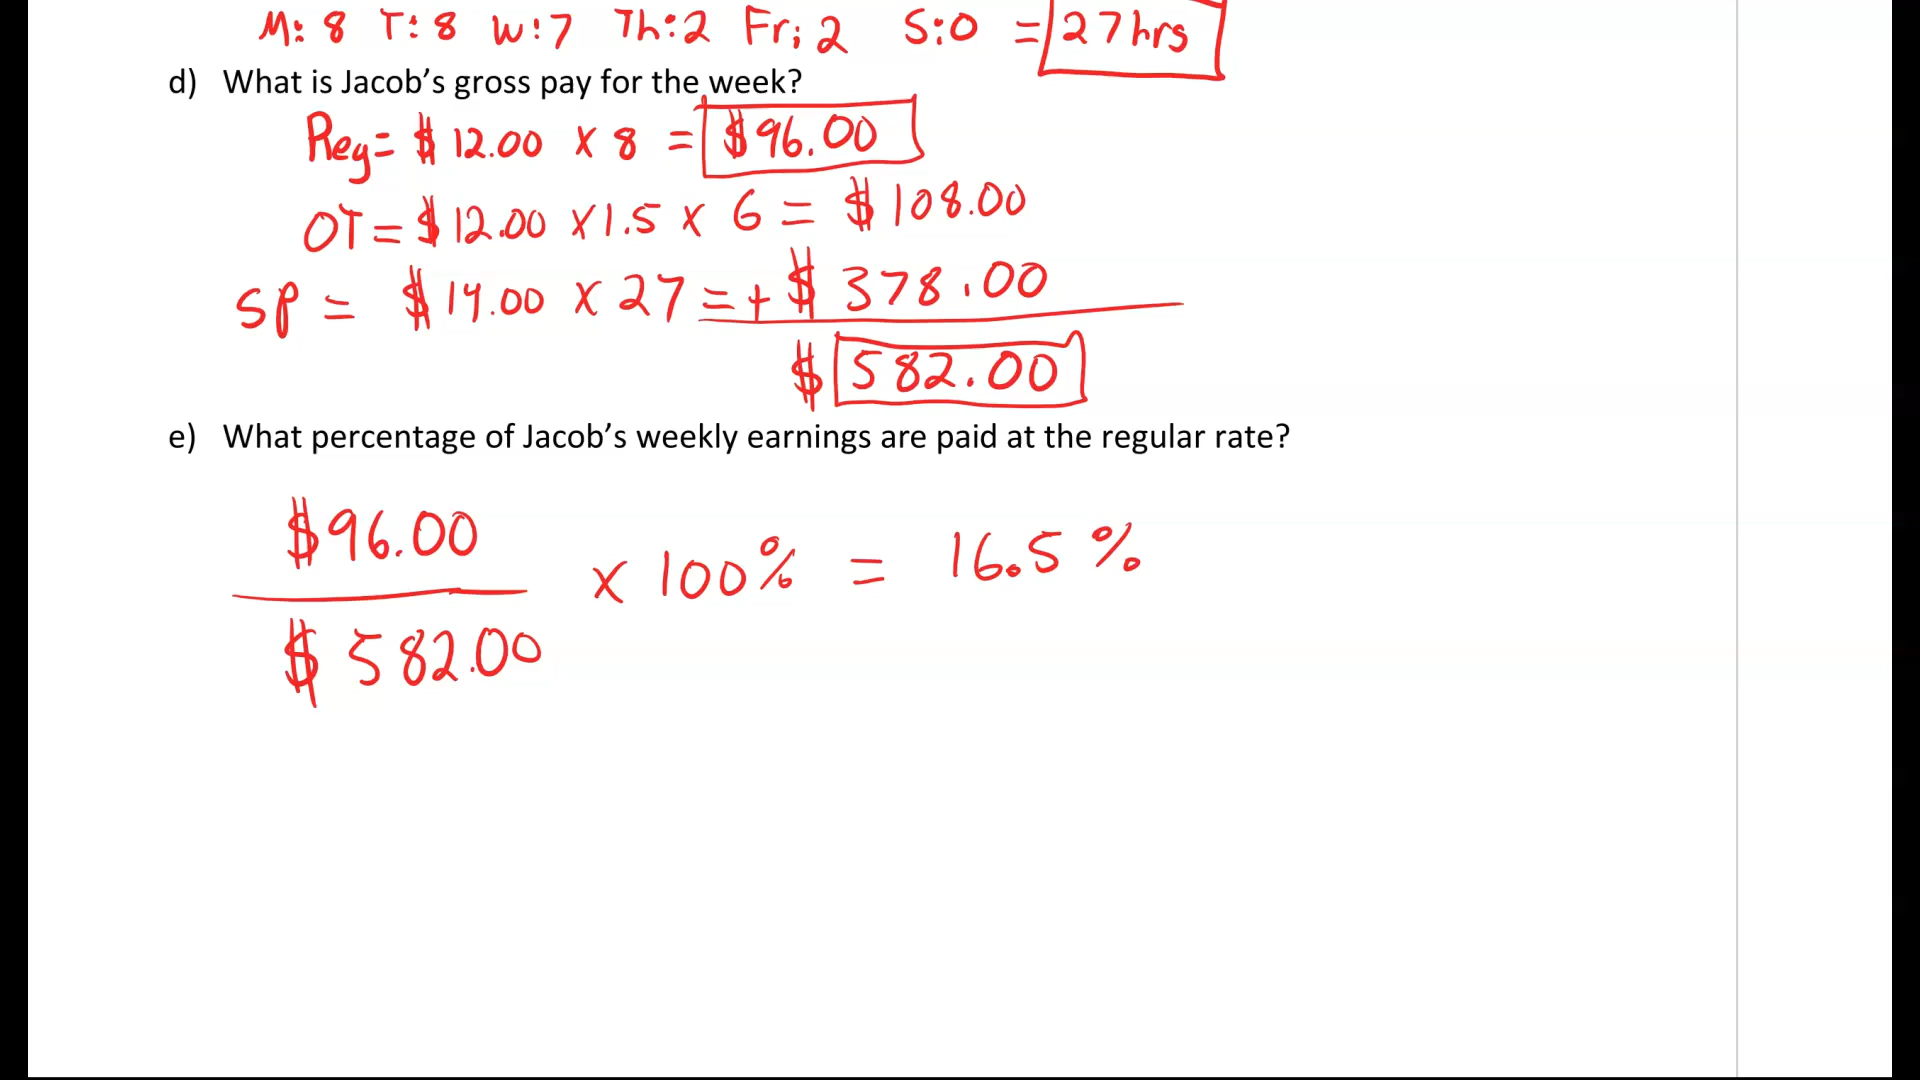 M: 8 T: 8 W: 7 Th: 2 Fr: 2 S: 0 = 27hrs
d) What is Jacob's gross pay for the week?
Reg = $ 12.00 x 8 = $96.00
OT = $12.00 x 1.5 x 6 = $108.00
SP = $14.00 x 27 = + $378.00
$ 582.00
e) What percentage of Jacob's weekly earnings are paid at the regular rate?
$96.00
x 100% = 16.5%
$ 582.00